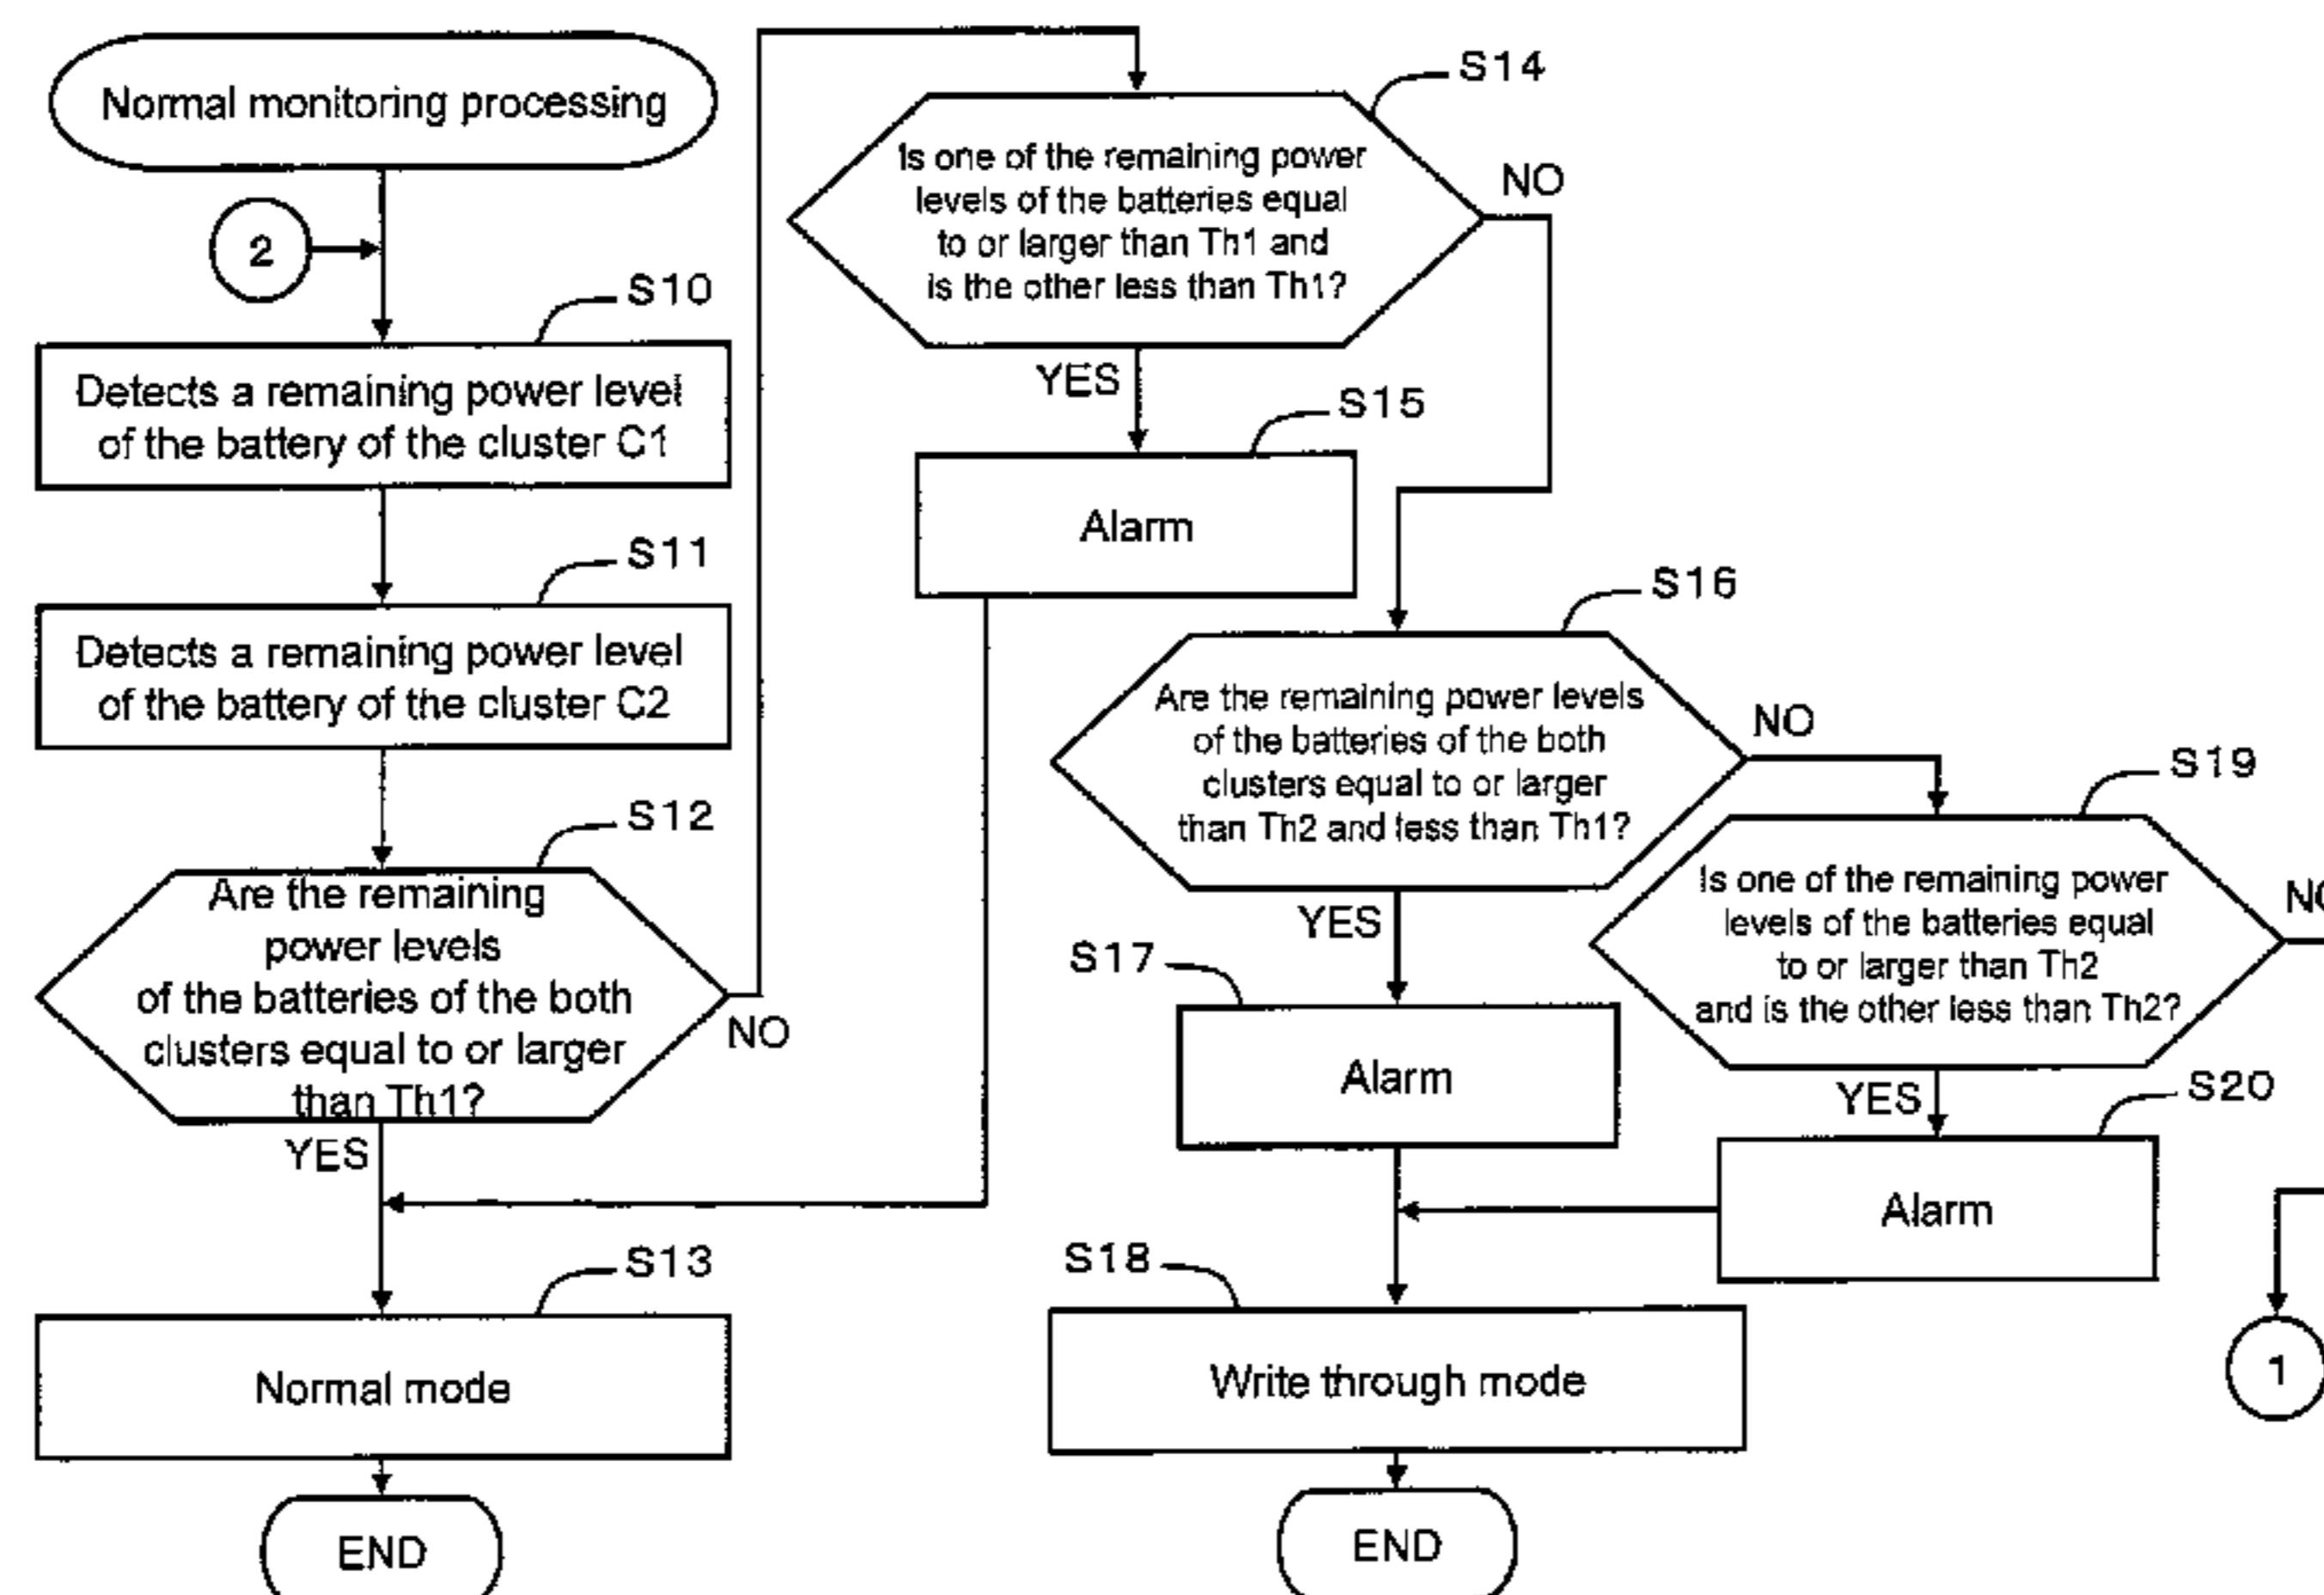 Normal monitoring processing
2
S10
Detects a remaining power level
of the battery of the cluster C1
S11
Detects a remaining power level
of the battery of the cluster C2
S12
Are the remaining
power levels
of the batteries of the both
clusters equal to or larger
than Th1?
NO
YES
S13
Normal mode
END
S14
Is one of the remaining power
levels of the batteries equal
to or larger than Th1 and
is the other less than Th1?
NO
YES
S15
Alarm
S16
Are the remaining power levels
of the batteries of the both
clusters equal to or larger
than Th2 and less than Th1?
NO
YES
S17
Alarm
S18
Write through mode
END
S19
Is one of the remaining power
levels of the batteries equal
to or larger than Th2
and is the other less than Th2?
YES
S20
Alarm
1